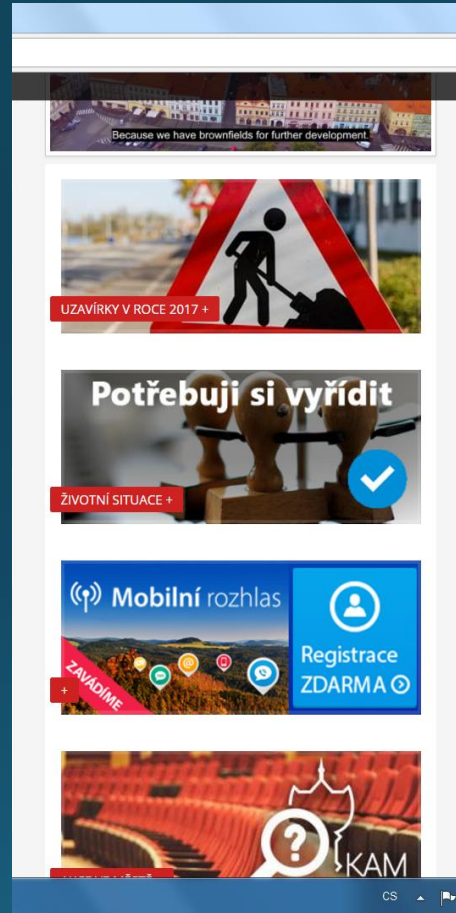 Because we have brownfields for further development.
UZAVÍRKY V ROCE 2017 +
Potřebuji si vyřídit
ŽIVOTNÍ SITUACE +
Mobilní rozhlas
Registrace
ZDARMA
ZAVÁDÍME
+
KAM
CS